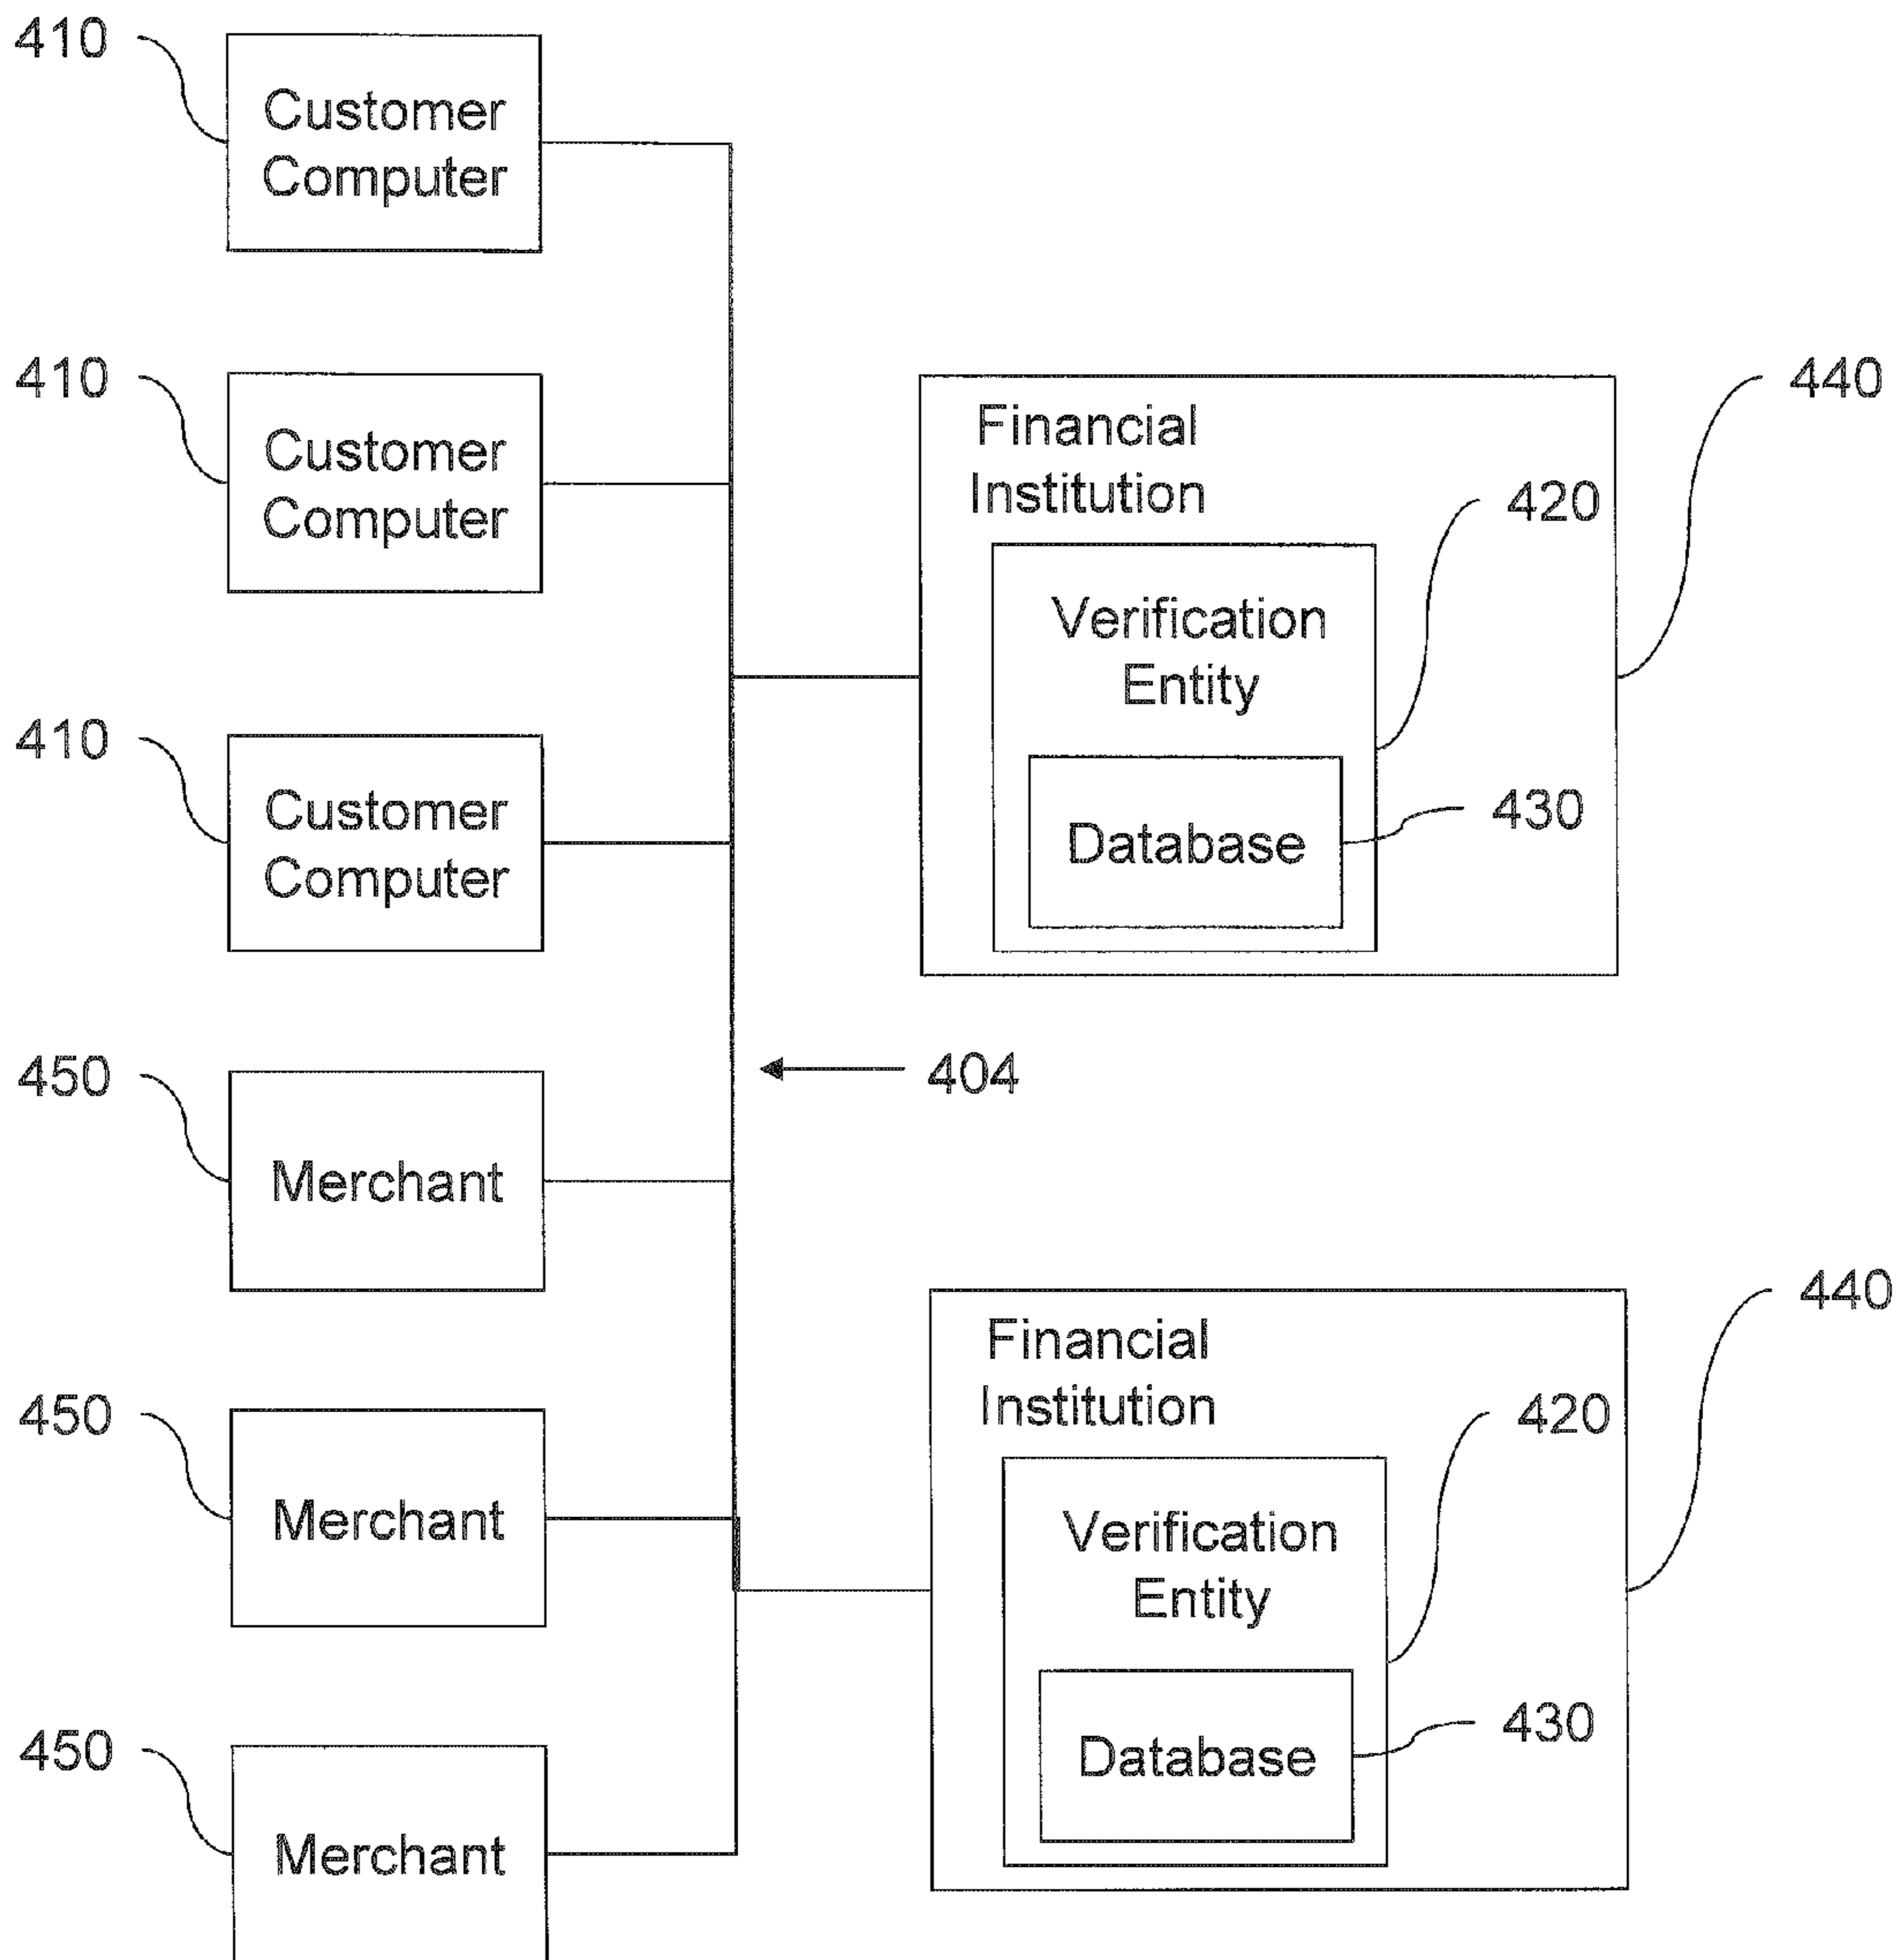 410
Customer
Computer
410
Customer
Computer
440
Financial
Institution
420
Verification
Entity
410
Customer
Computer
430
Database
450
Merchant
404
440
Financial
Institution
450
Merchant
420
Verification
Entity
450
Merchant
430
Database